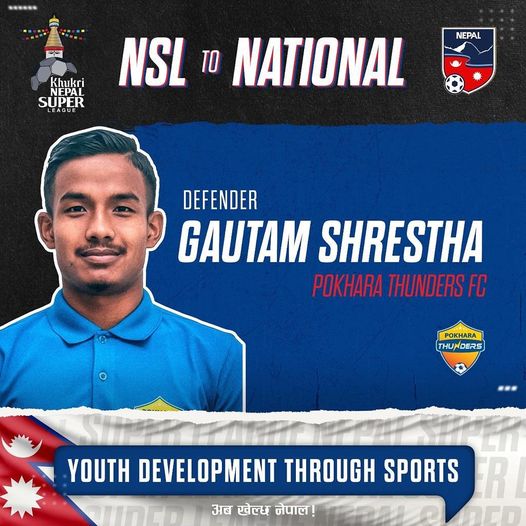 Khukri
NEPAL
SUPER
LEAGUE
NSL TO NATIONAL
NEPAL
DEFENDER
GAUTAM SHRESTHA
POKHARA THUNDERS FC
POKHARA
THUNDERS
YOUTH DEVELOPMENT THROUGH SPORTS
अब खेल्छ नेपाल!